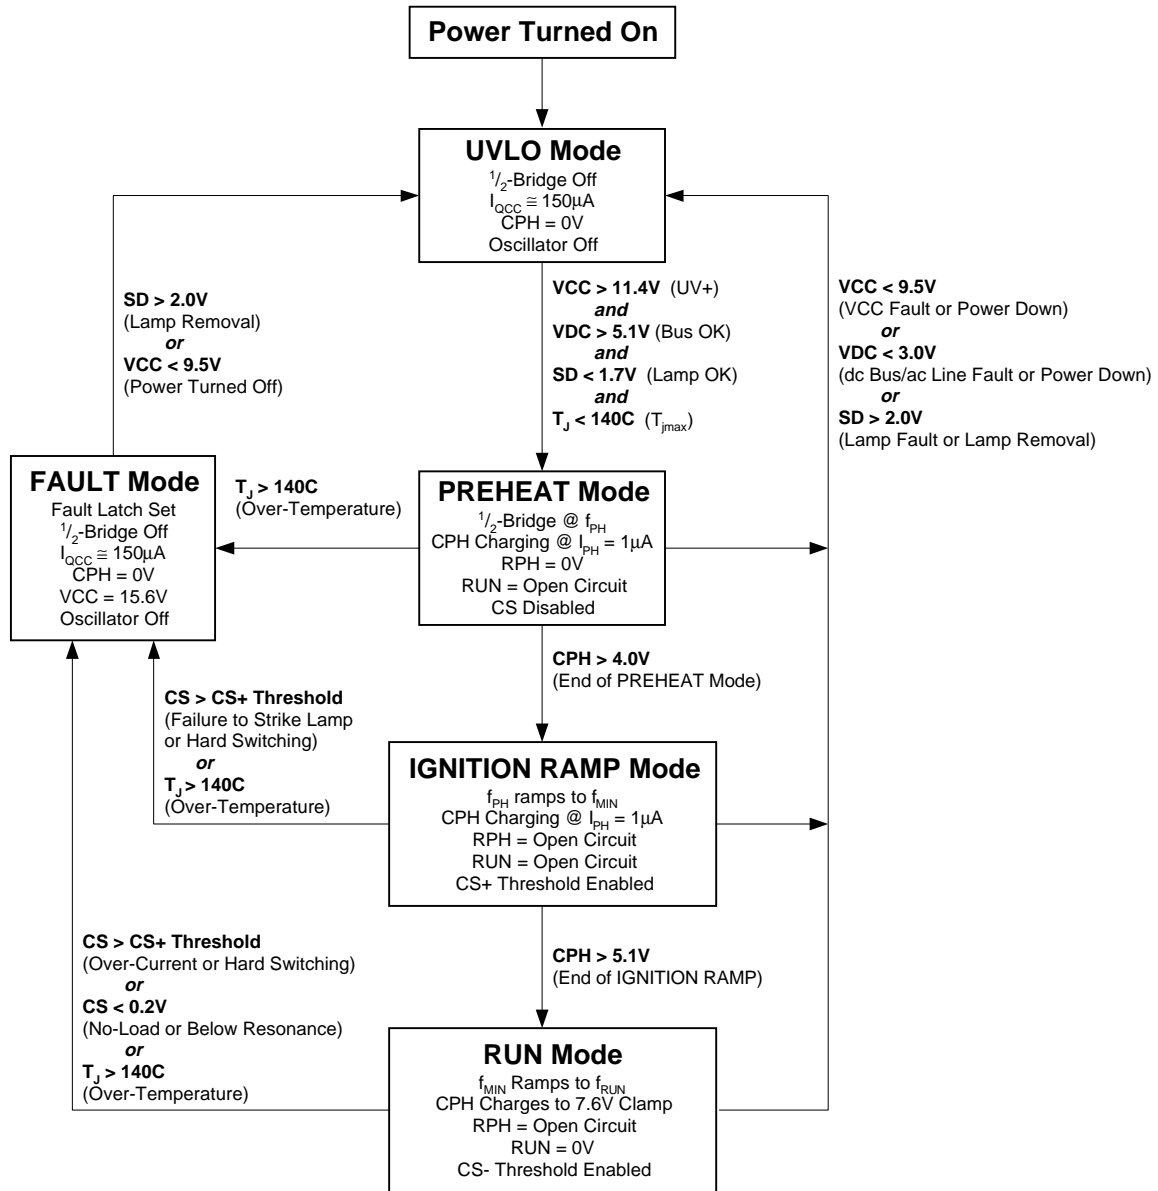 Power Turned On
UVLO Mode
1/2-Bridge Off
IQCC ≅ 150μA
CPH = 0V
Oscillator Off
SD > 2.0V
(Lamp Removal)
or
VCC < 9.5V
(Power Turned Off)
VCC > 11.4V (UV+)
and
VDC > 5.1V (Bus OK)
and
SD < 1.7V (Lamp OK)
and
TJ < 140C (Tjmax)
VCC < 9.5V
(VCC Fault or Power Down)
or
VDC < 3.0V
(dc Bus/ac Line Fault or Power Down)
or
SD > 2.0V
(Lamp Fault or Lamp Removal)
FAULT Mode
Fault Latch Set
1/2-Bridge Off
IQCC ≅ 150μA
CPH = 0V
VCC = 15.6V
Oscillator Off
TJ > 140C
(Over-Temperature)
PREHEAT Mode
1/2-Bridge @ fPH
CPH Charging @ IPH = 1μA
RPH = 0V
RUN = Open Circuit
CS Disabled
CPH > 4.0V
(End of PREHEAT Mode)
CS > CS+ Threshold
(Failure to Strike Lamp
or Hard Switching)
or
TJ > 140C
(Over-Temperature)
IGNITION RAMP Mode
fPH ramps to fMIN
CPH Charging @ IPH = 1μA
RPH = Open Circuit
RUN = Open Circuit
CS+ Threshold Enabled
CPH > 5.1V
(End of IGNITION RAMP)
CS > CS+ Threshold
(Over-Current or Hard Switching)
or
CS < 0.2V
(No-Load or Below Resonance)
or
TJ > 140C
(Over-Temperature)
RUN Mode
fMIN Ramps to fRUN
CPH Charges to 7.6V Clamp
RPH = Open Circuit
RUN = 0V
CS- Threshold Enabled